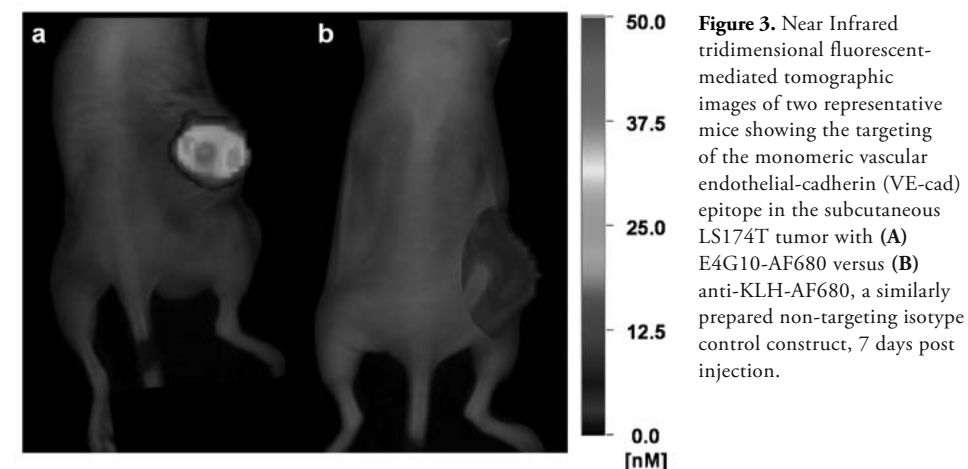 a
b
50.0
37.5
25.0
12.5
0.0
[nM]
Figure 3. Near Infrared
tridimensional fluorescent-
mediated tomographic
images of two representative
mice showing the targeting
of the monomeric vascular
endothelial-cadherin (VE-cad)
epitope in the subcutaneous
LS174T tumor with (A)
E4G10-AF680 versus (B)
anti-KLH-AF680, a similarly
prepared non-targeting isotype
control construct, 7 days post
injection.